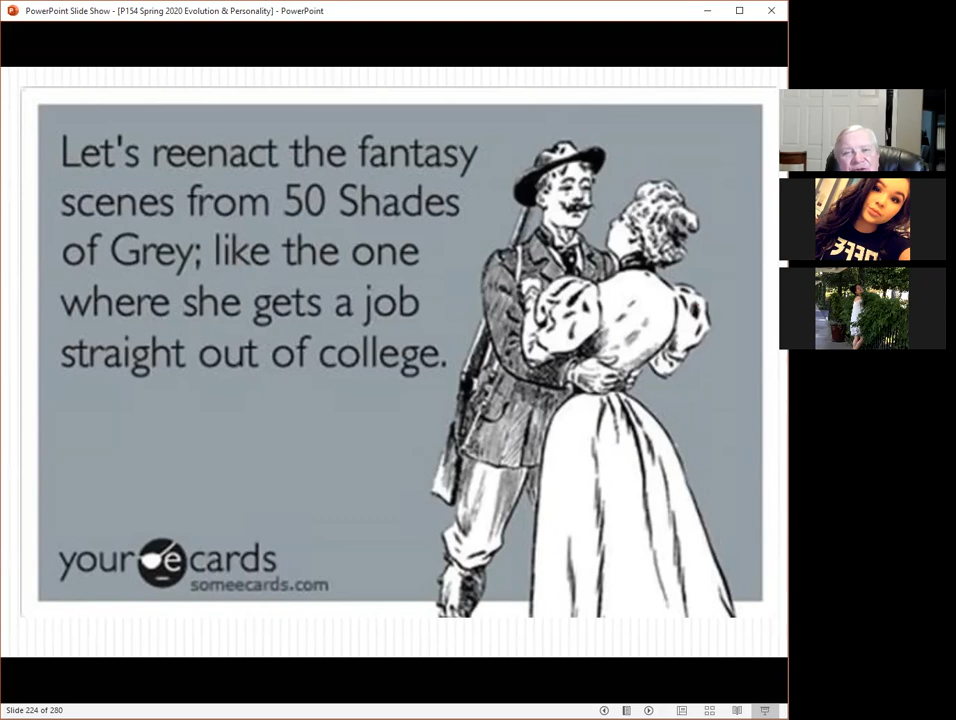 PowerPoint Slide Show - [P154 Spring 2020 Evolution & Personality] - PowerPoint
Let's reenact the fantasy
scenes from 50 Shades
of Grey; like the one
where she gets a job
straight out of college.
your e cards
someecards.com
Slide 224 of 280